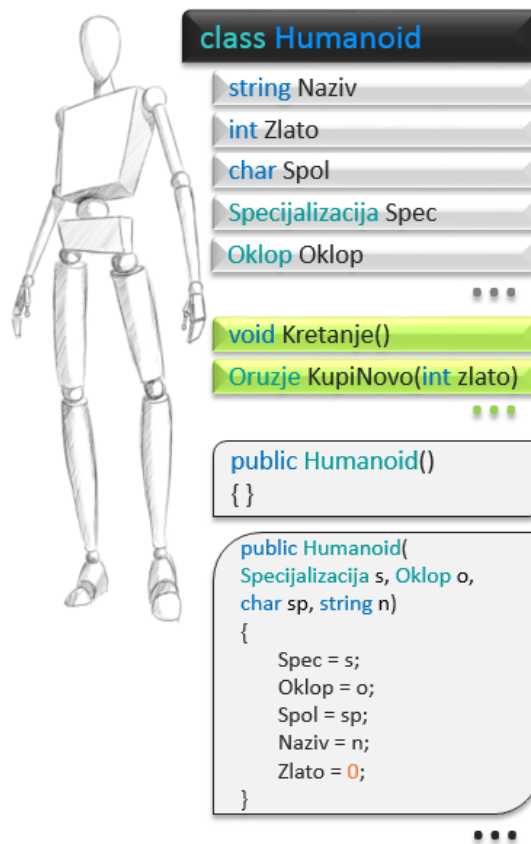 class Humanoid
string Naziv
int Zlato
char Spol
Specijalizacija Spec
Oklop Oklop
...
void Kretanje()
Oruzje KupiNovo(int zlato)
...
public Humanoid()
{ }
public Humanoid(
Specijalizacija s, Oklop o,
char sp, string n)
{
Spec = s;
Oklop = o;
Spol = sp;
Naziv = n;
Zlato = 0;
}
...